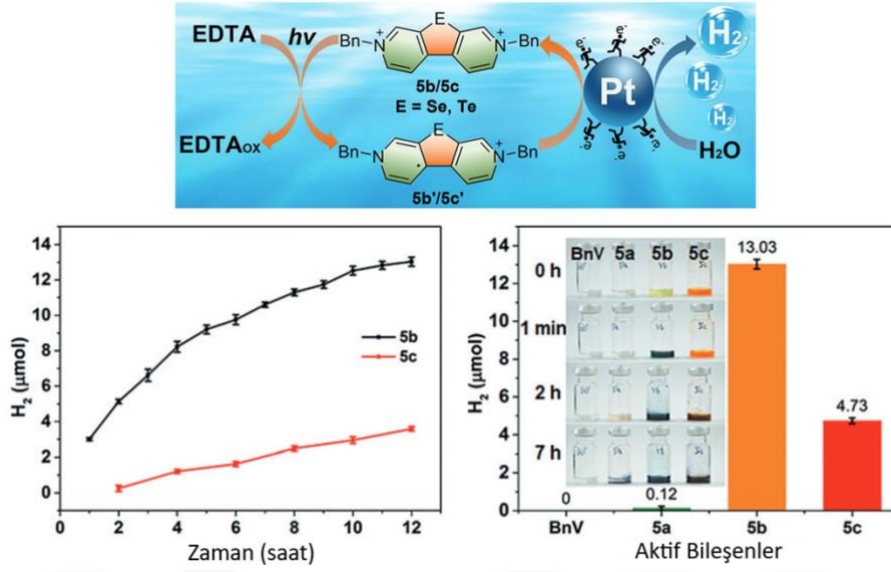 EDTA
hν
Bn
N
+
E
+
N
Bn
5b/5c
E = Se, Te
EDTAox
Bn
N
E
+
N
Bn
5b'/5c'
Pt
e⁻
e⁻
e⁻
e⁻
e⁻
e⁻
H₂
H₂
H₂
H₂O
H₂ (µmol)
14
12
10
8
6
4
2
0
5b
5c
0 2 4 6 8 10 12
Zaman (saat)
H₂ (µmol)
14
12
10
8
6
4
2
0
BnV 5a 5b 5c
0 h
1 min
2 h
7 h
0
0.12
13.03
4.73
BnV 5a 5b 5c
Aktif Bileşenler